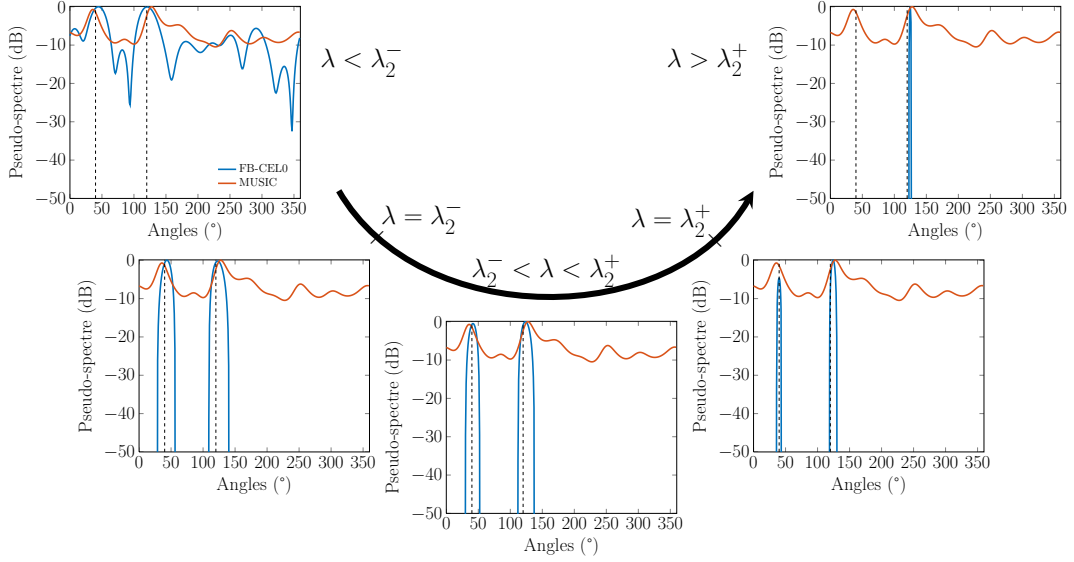 0
−10
−20
−30
−40
−50
0 50 100 150 200 250 300 350
Angles (°)
Pseudo-spectre (dB)
FB-CEL0
MUSIC
λ < λ₂⁻
λ > λ₂⁺
0
−10
−20
−30
−40
−50
0 50 100 150 200 250 300 350
Angles (°)
Pseudo-spectre (dB)
λ = λ₂⁻
λ = λ₂⁺
λ₂⁻ < λ < λ₂⁺
0
−10
−20
−30
−40
−50
0 50 100 150 200 250 300 350
Angles (°)
Pseudo-spectre (dB)
0
−10
−20
−30
−40
−50
0 50 100 150 200 250 300 350
Angles (°)
Pseudo-spectre (dB)
0
−10
−20
−30
−40
−50
0 50 100 150 200 250 300 350
Angles (°)
Pseudo-spectre (dB)